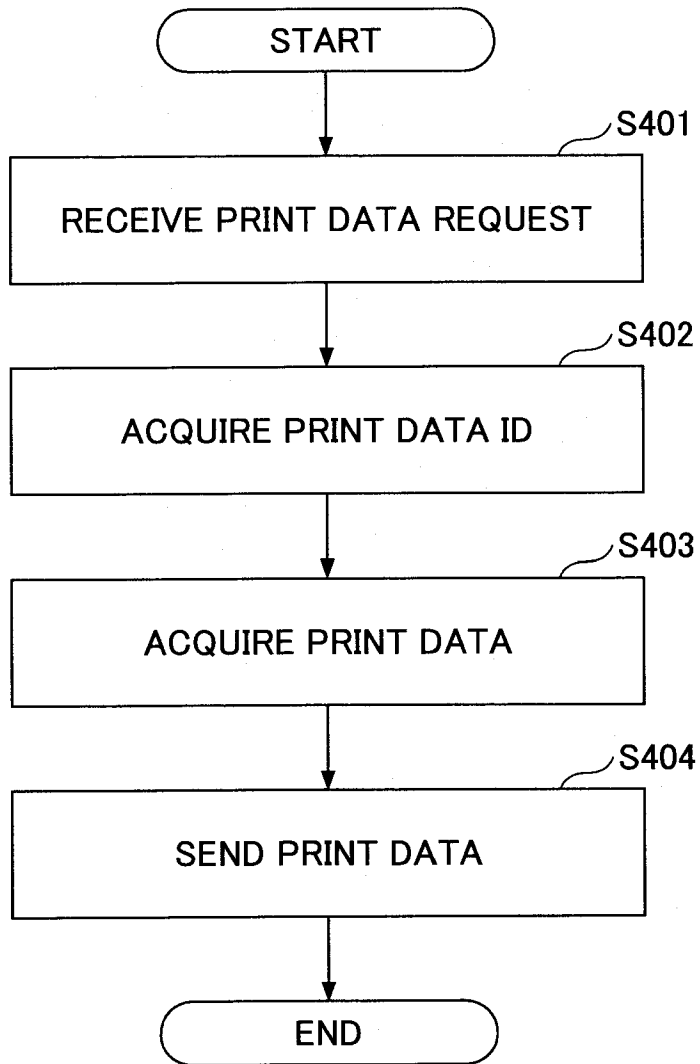 START
S401
RECEIVE PRINT DATA REQUEST
S402
ACQUIRE PRINT DATA ID
S403
ACQUIRE PRINT DATA
S404
SEND PRINT DATA
END